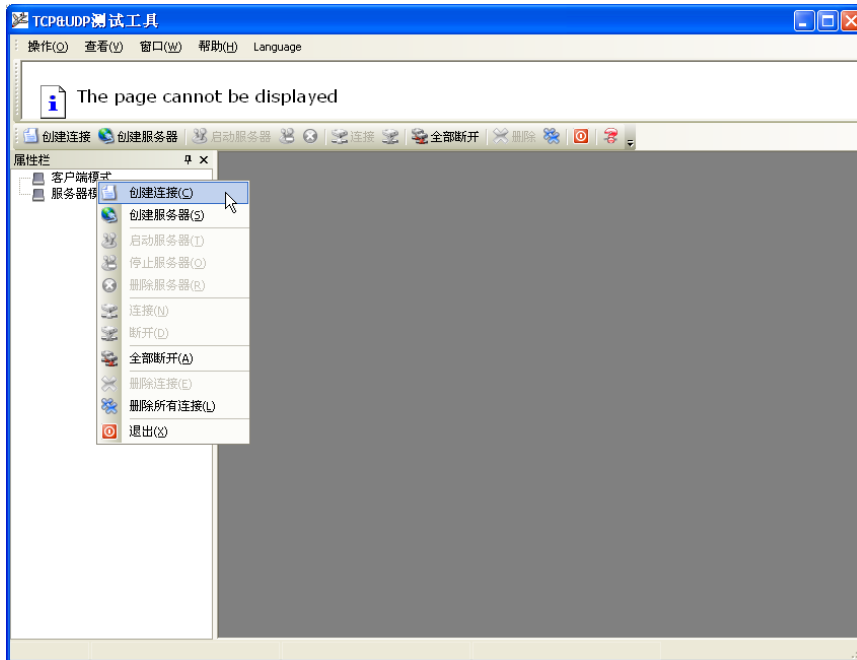 TCP&UDP测试工具
操作(O) 查看(V) 窗口(W) 帮助(H) Language
The page cannot be displayed
创建连接 创建服务器 启动服务器 连接 全部断开 删除
属性栏
客户端模式
服务器模
创建连接(C)
创建服务器(S)
启动服务器(T)
停止服务器(O)
删除服务器(R)
连接(N)
断开(D)
全部断开(A)
删除连接(E)
删除所有连接(L)
退出(X)